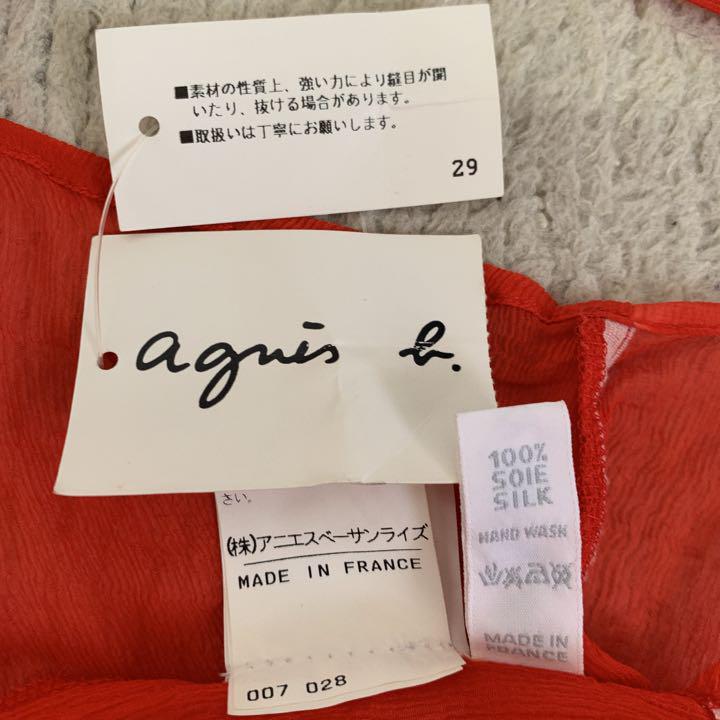 ■素材の性質上、強い力により縫目が開
いたり、抜ける場合があります。
■取扱いは丁寧にお願いします。
29
agnès b.
さい。
(株)アニエスベーサンライズ
MADE IN FRANCE
007 028
100%
SOIE
SILK
HAND WASH
MADE IN
FRANCE